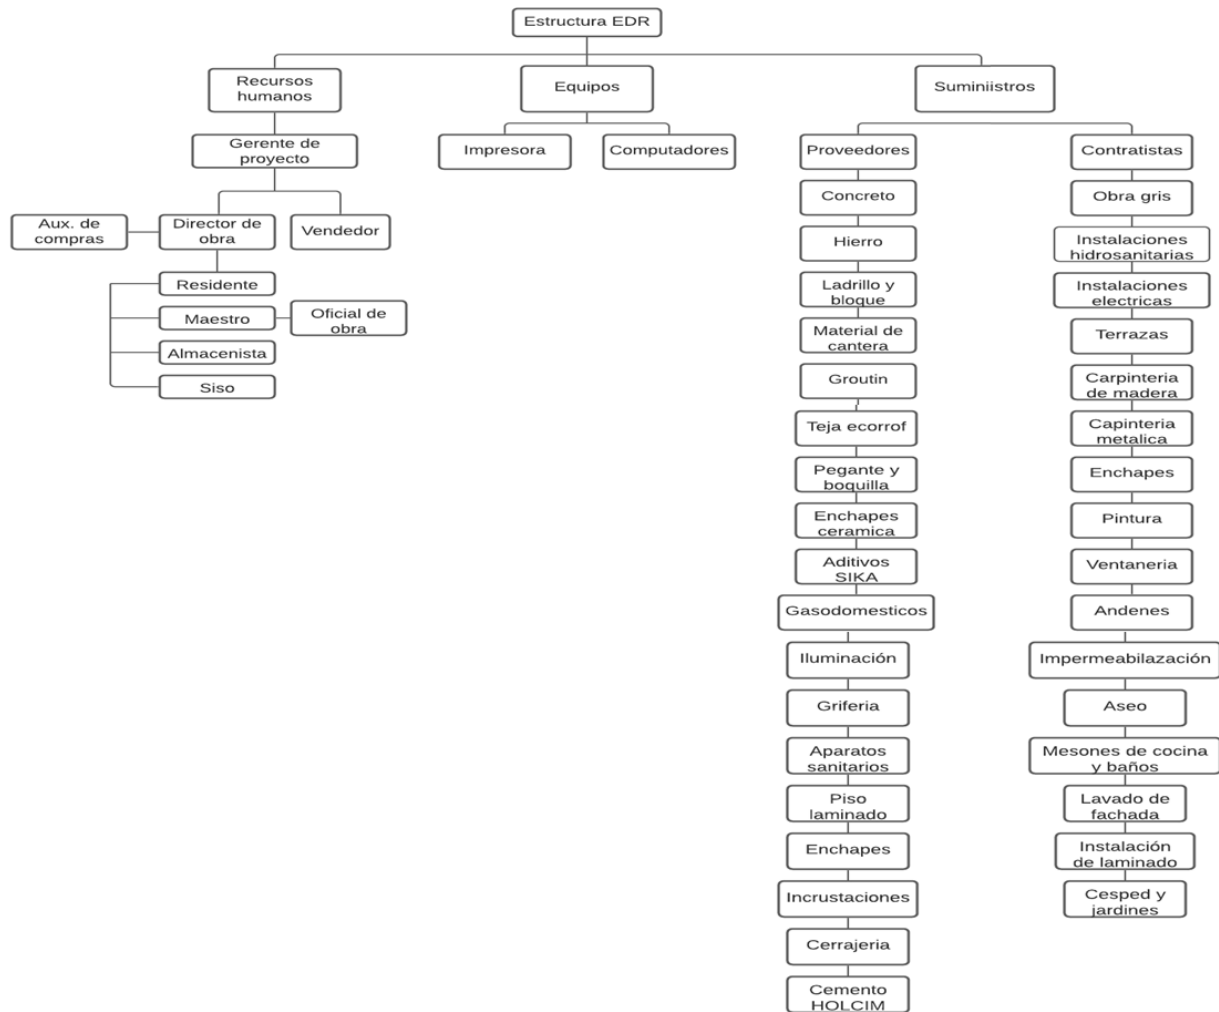 Estructura EDR
Recursos
humanos
Equipos
Suminiistros
Gerente de
proyecto
Impresora
Computadores
Proveedores
Contratistas
Aux. de
compras
Director de
obra
Vendedor
Residente
Maestro
Oficial de
obra
Almacenista
Siso
Concreto
Hierro
Ladrillo y
bloque
Material de
cantera
Groutin
Teja ecorrof
Pegante y
boquilla
Enchapes
ceramica
Aditivos
SIKA
Gasodomesticos
Iluminación
Griferia
Aparatos
sanitarios
Piso
laminado
Enchapes
Incrustaciones
Cerrajeria
Cemento
HOLCIM
Obra gris
Instalaciones
hidrosanitarias
Instalaciones
electricas
Terrazas
Carpinteria
de madera
Capinteria
metalica
Enchapes
Pintura
Ventaneria
Andenes
Impermeabilazación
Aseo
Mesones de cocina
y baños
Lavado de
fachada
Instalación
de laminado
Cesped y
jardines